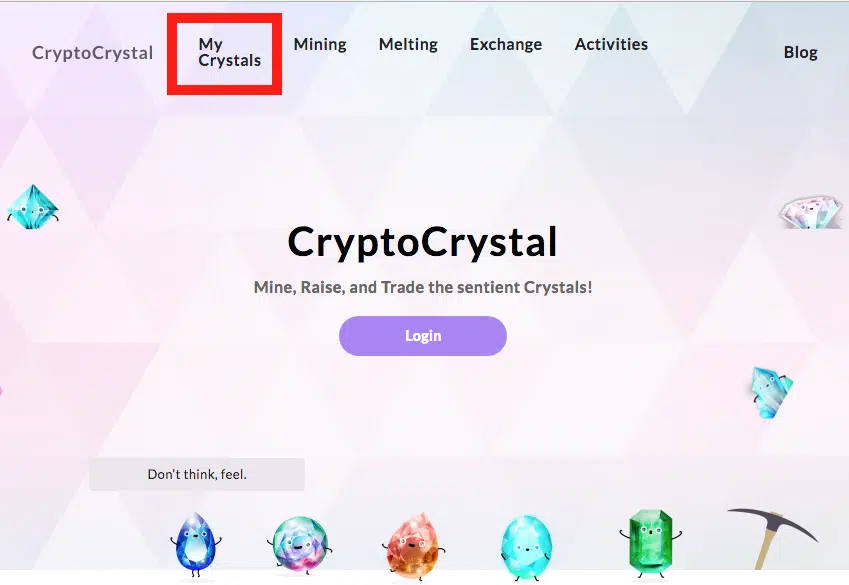 CryptoCrystal
My
Crystals
Mining
Melting
Exchange
Activities
Blog
CryptoCrystal
Mine, Raise, and Trade the sentient Crystals!
Login
Don't think, feel.